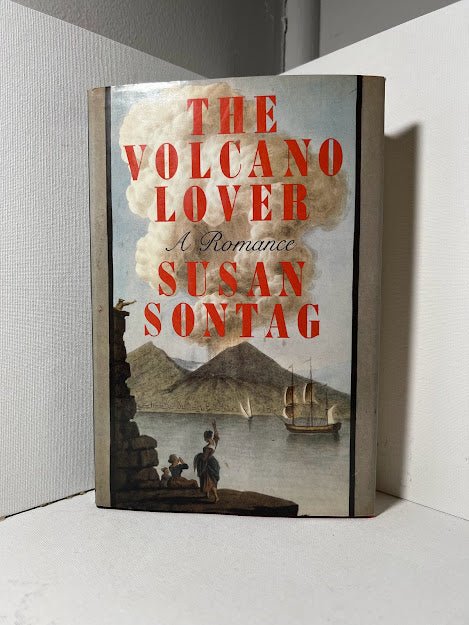 THE
VOLCANO
LOVER
A Romance
SUSAN
SONTAG